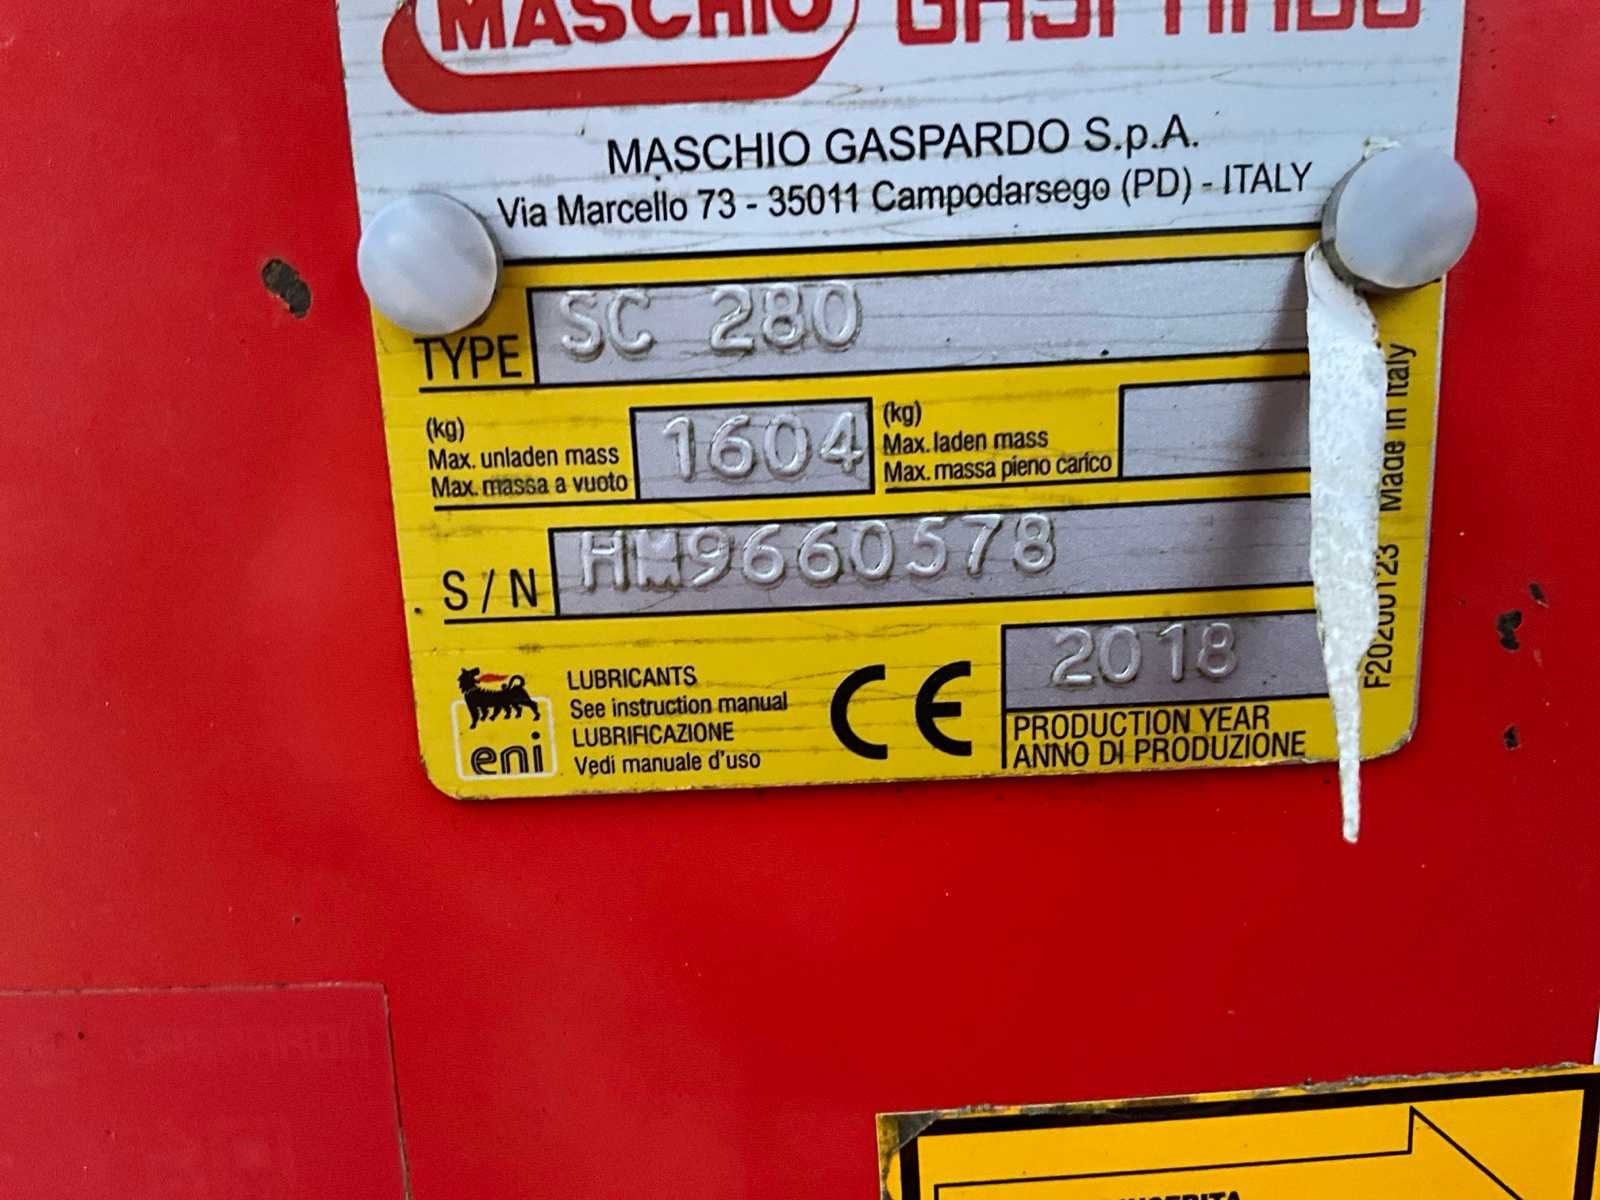 MASCHIO GASPARDO
MASCHIO GASPARDO S.p.A.
Via Marcello 73 - 35011 Campodarsego (PD) - ITALY
TYPE SC 280
(kg)
Max. unladen mass
Max. massa a vuoto
1604
(kg)
Max. laden mass
Max. massa pieno carico
S/N HM9660578
eni
LUBRICANTS
See instruction manual
LUBRIFICAZIONE
Vedi manuale d'uso
CE
2018
PRODUCTION YEAR
ANNO DI PRODUZIONE
F20200123 Made in Italy